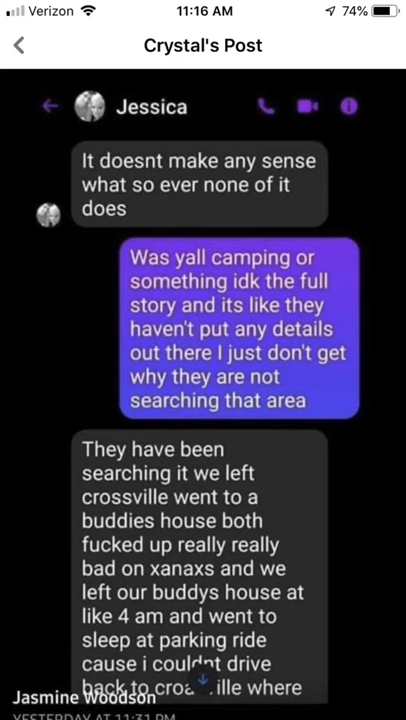 Verizon 11:16 AM 74%
Crystal's Post
Jessica
It doesnt make any sense
what so ever none of it
does
Was yall camping or
something idk the full
story and its like they
haven't put any details
out there I just don't get
why they are not
searching that area
They have been
searching it we left
crossville went to a
buddies house both
fucked up really really
bad on xanaxs and we
left our buddys house at
like 4 am and went to
sleep at parking ride
cause i couldnt drive
back to where
Jasmine Woodson
YESTERDAY AT 11:31 PM